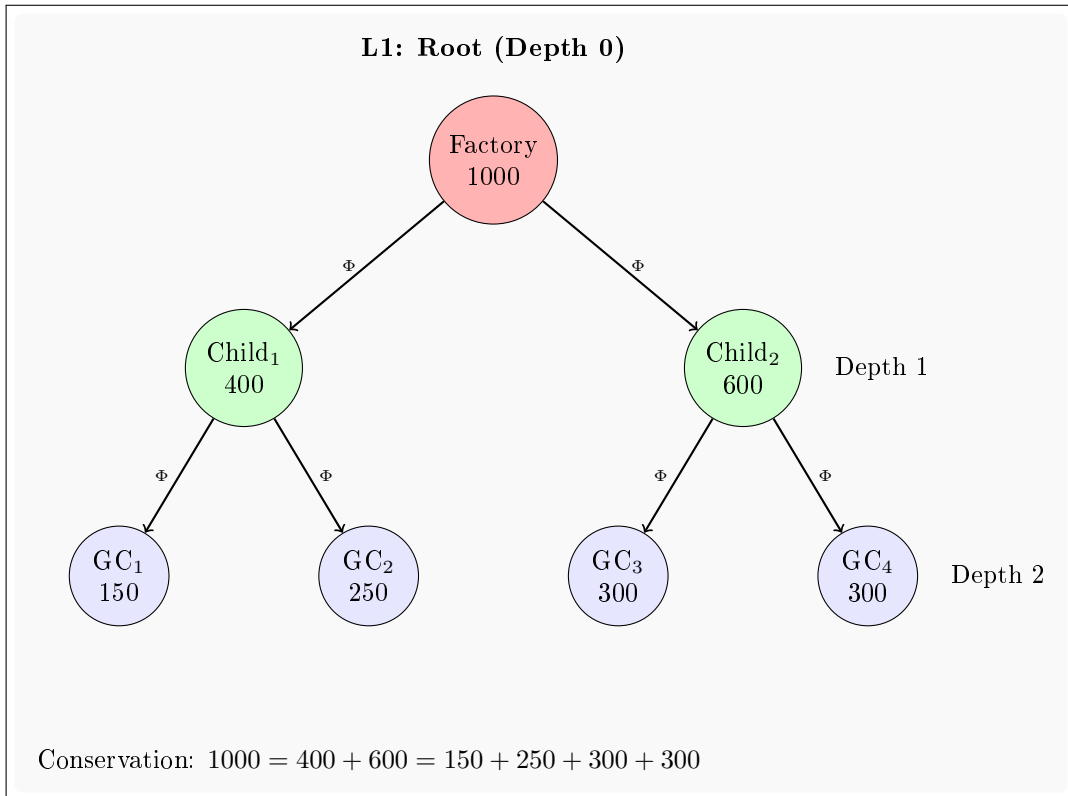 L1: Root (Depth 0)
Factory
1000
Φ
Φ
Child₁
400
Child₂
600
Depth 1
Φ
Φ
Φ
Φ
GC₁
150
GC₂
250
GC₃
300
GC₄
300
Depth 2
Conservation: 1000 = 400 + 600 = 150 + 250 + 300 + 300